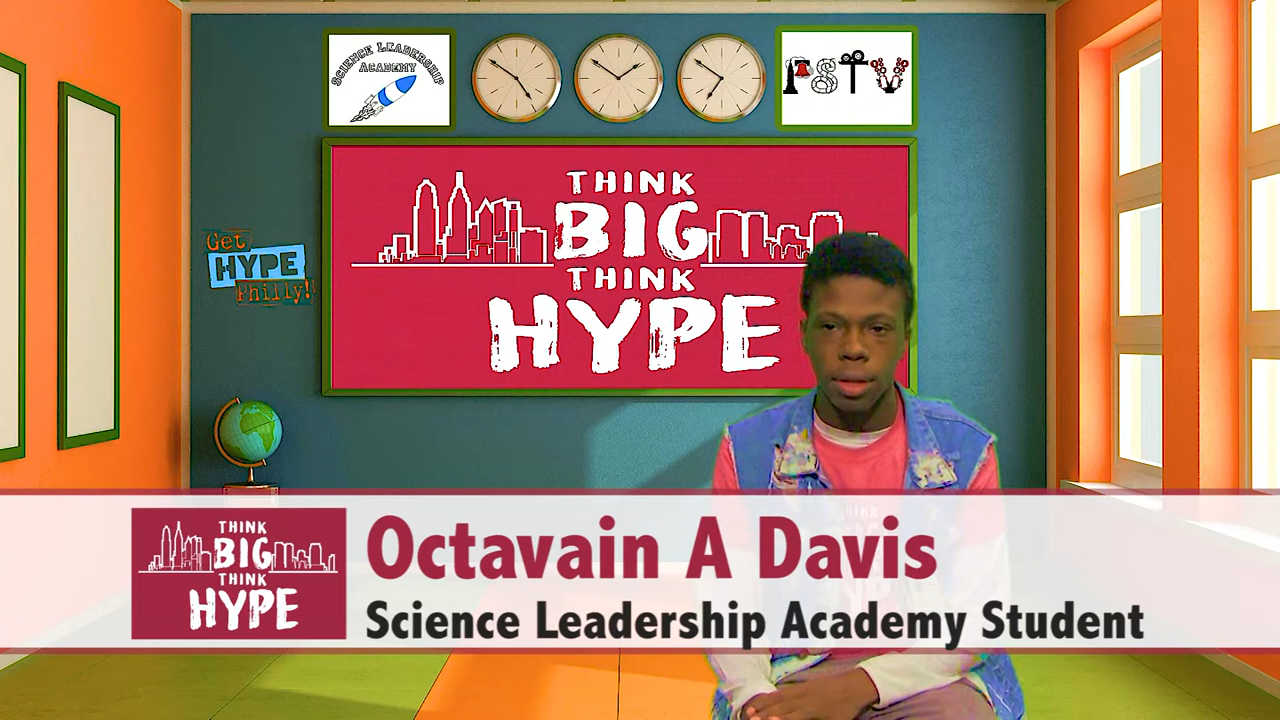 SCIENCE LEADERSHIP
ACADEMY
PSTV
THINK
BIG
THINK
HYPE
Get
HYPE
Philly!!
THINK
BIG
THINK
HYPE
Octavain A Davis
Science Leadership Academy Student